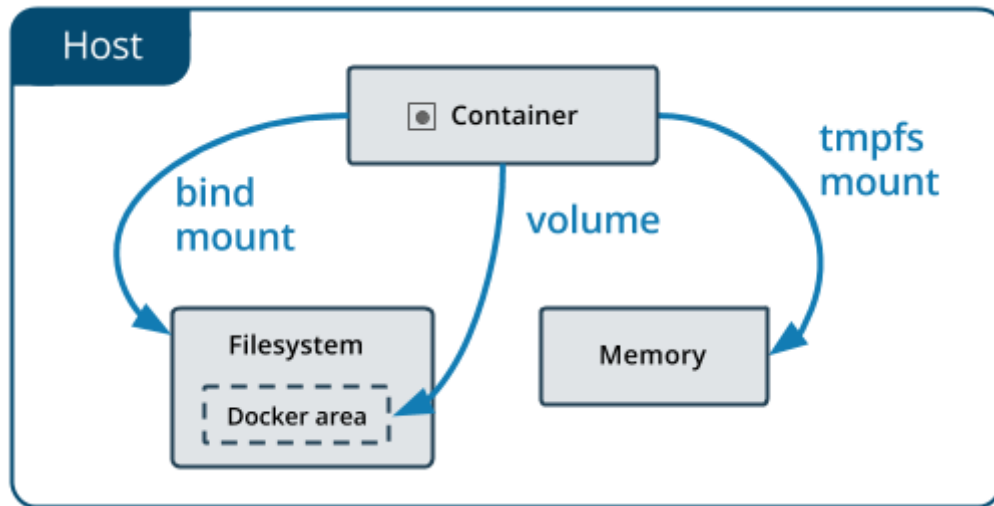 Host
Container
bind
mount
volume
tmpfs
mount
Filesystem
Docker area
Memory